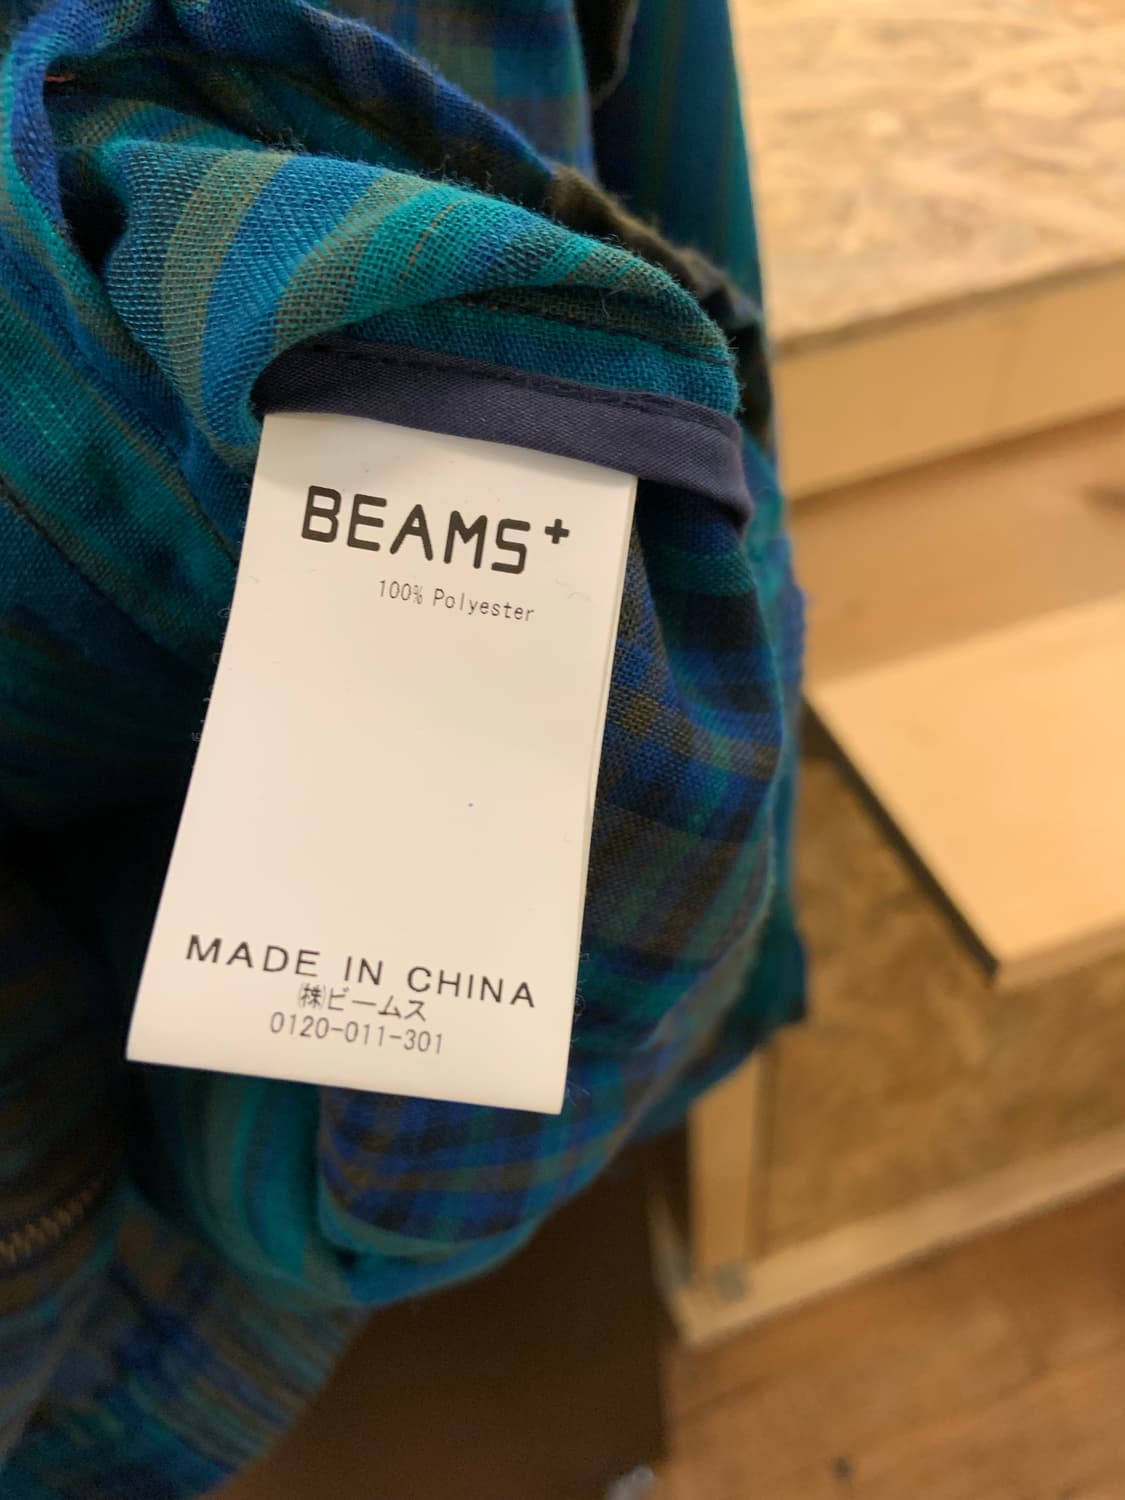 BEAMS+
100% Polyester
MADE IN CHINA
㈱ビームス
0120-011-301